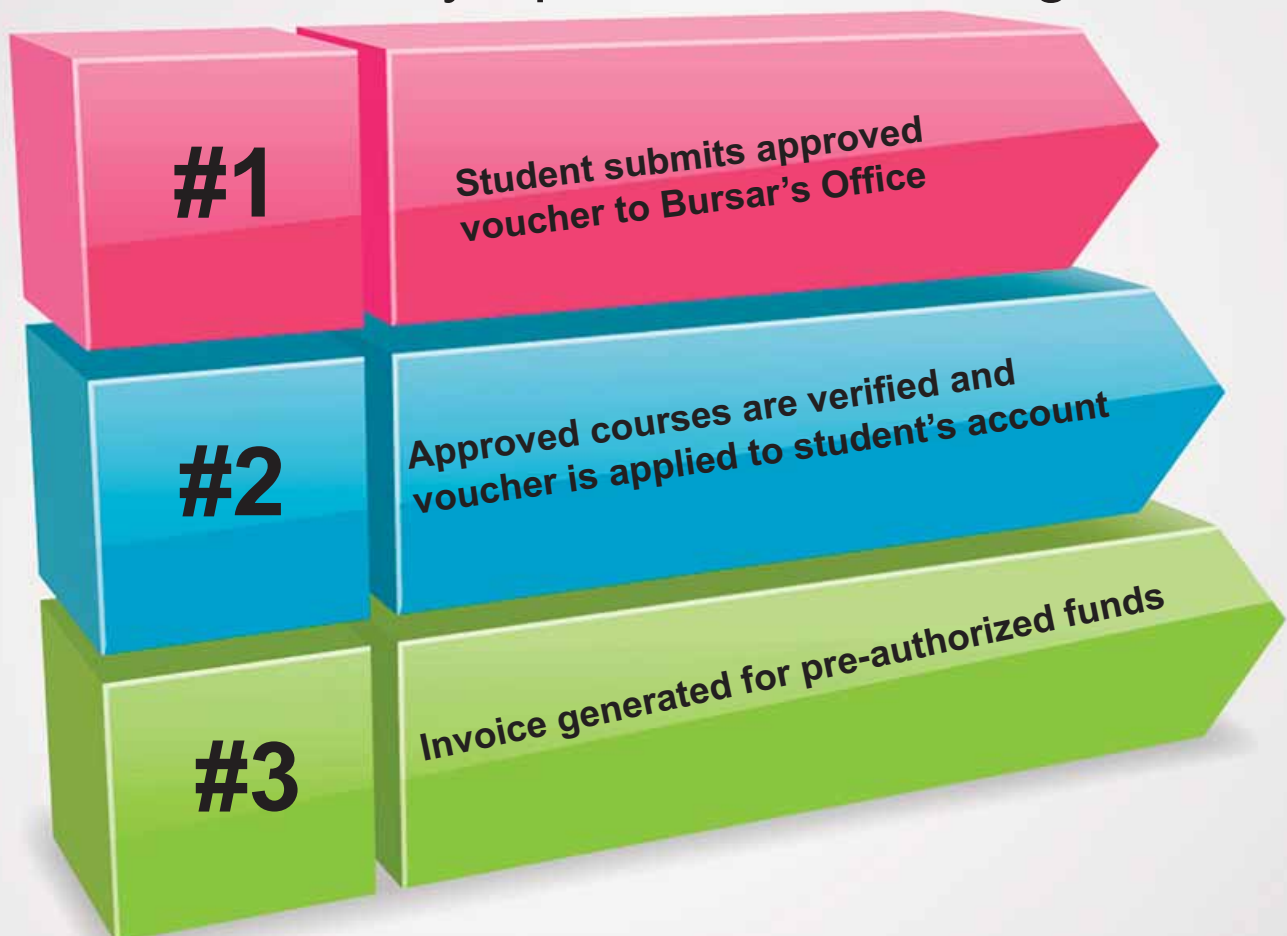 #1
Student submits approved
voucher to Bursar’s Office
#2
Approved courses are verified and
voucher is applied to student’s account
#3
Invoice generated for pre-authorized funds